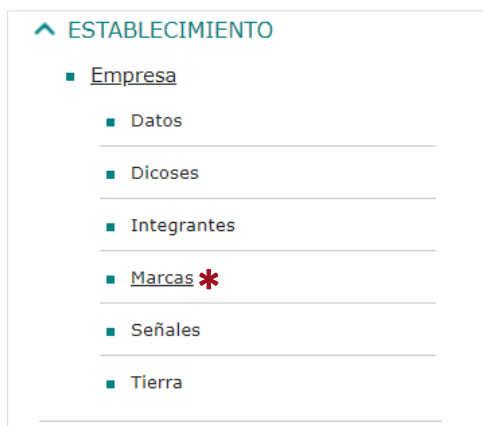 ESTABLECIMIENTO
Empresa
Datos
Dicoses
Integrantes
Marcas *
Señales
Tierra